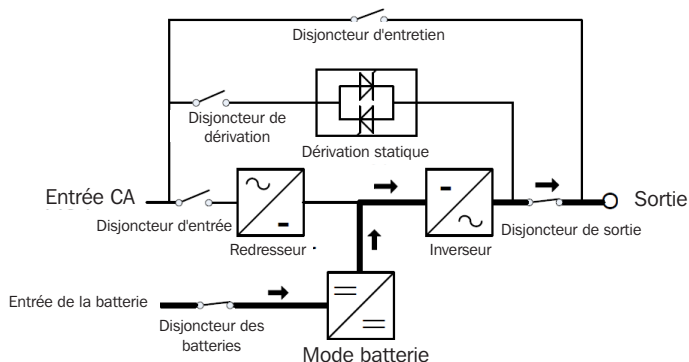 Disjoncteur d'entretien
Disjoncteur de
dérivation
Dérivation statique
Entrée CA
Sortie
Disjoncteur d'entrée
Redresseur
Inverseur
Disjoncteur de sortie
Entrée de la batterie
Disjoncteur des
batteries
Mode batterie